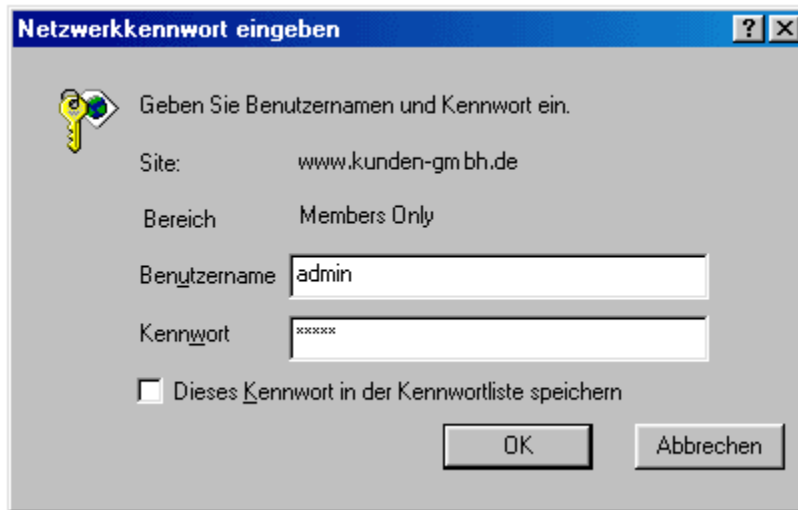 Netzwerkkennwort eingeben
Geben Sie Benutzernamen und Kennwort ein.
Site: www.kunden-gmbh.de
Bereich Members Only
Benutzername admin
Kennwort *****
Dieses Kennwort in der Kennwortliste speichern
OK Abbrechen